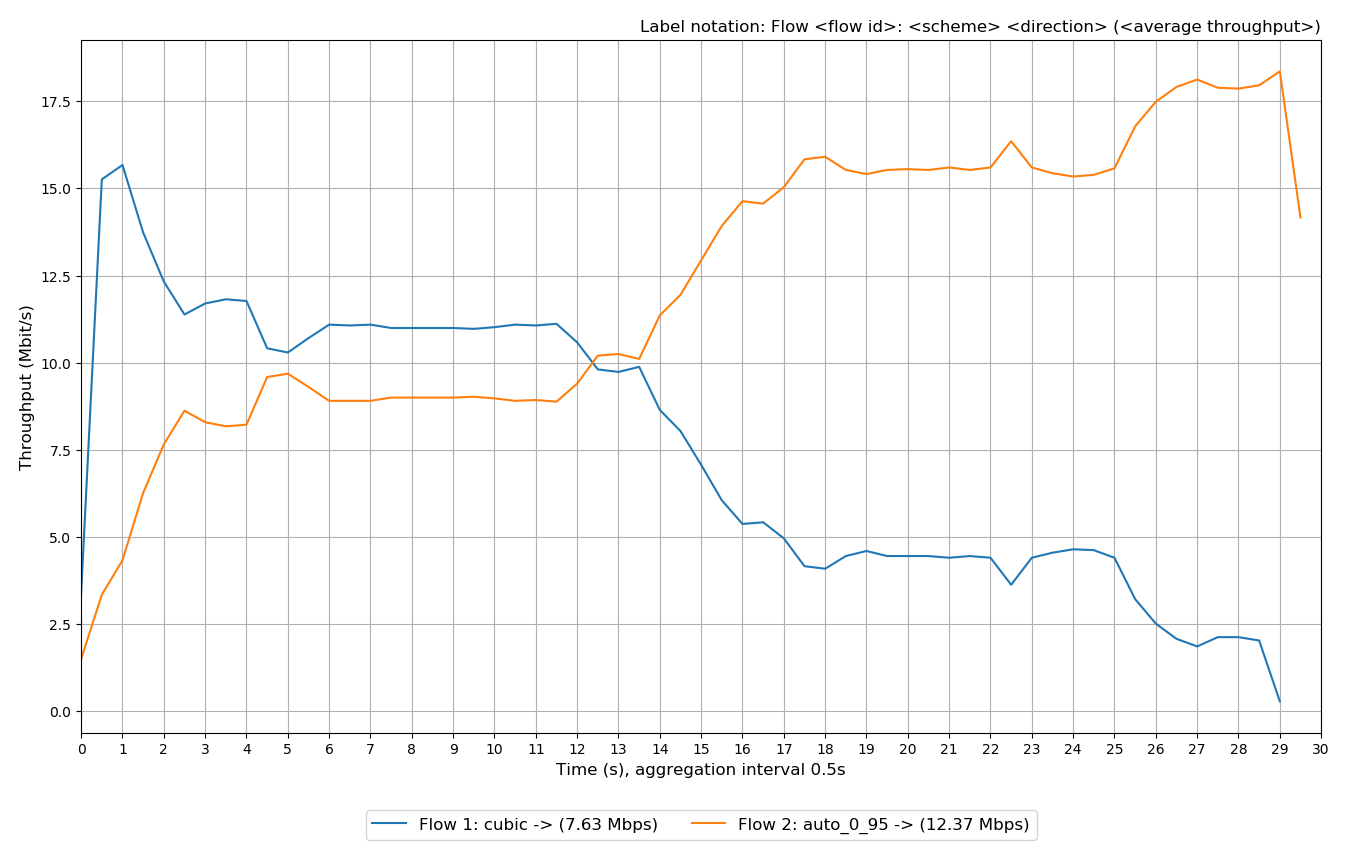 Label notation: Flow <flow id>: <scheme> <direction> (<average throughput>)
17.5
15.0
12.5
10.0
7.5
5.0
2.5
0.0
Throughput (Mbit/s)
0 1 2 3 4 5 6 7 8 9 10 11 12 13 14 15 16 17 18 19 20 21 22 23 24 25 26 27 28 29 30
Time (s), aggregation interval 0.5s
Flow 1: cubic -> (7.63 Mbps) Flow 2: auto_0_95 -> (12.37 Mbps)